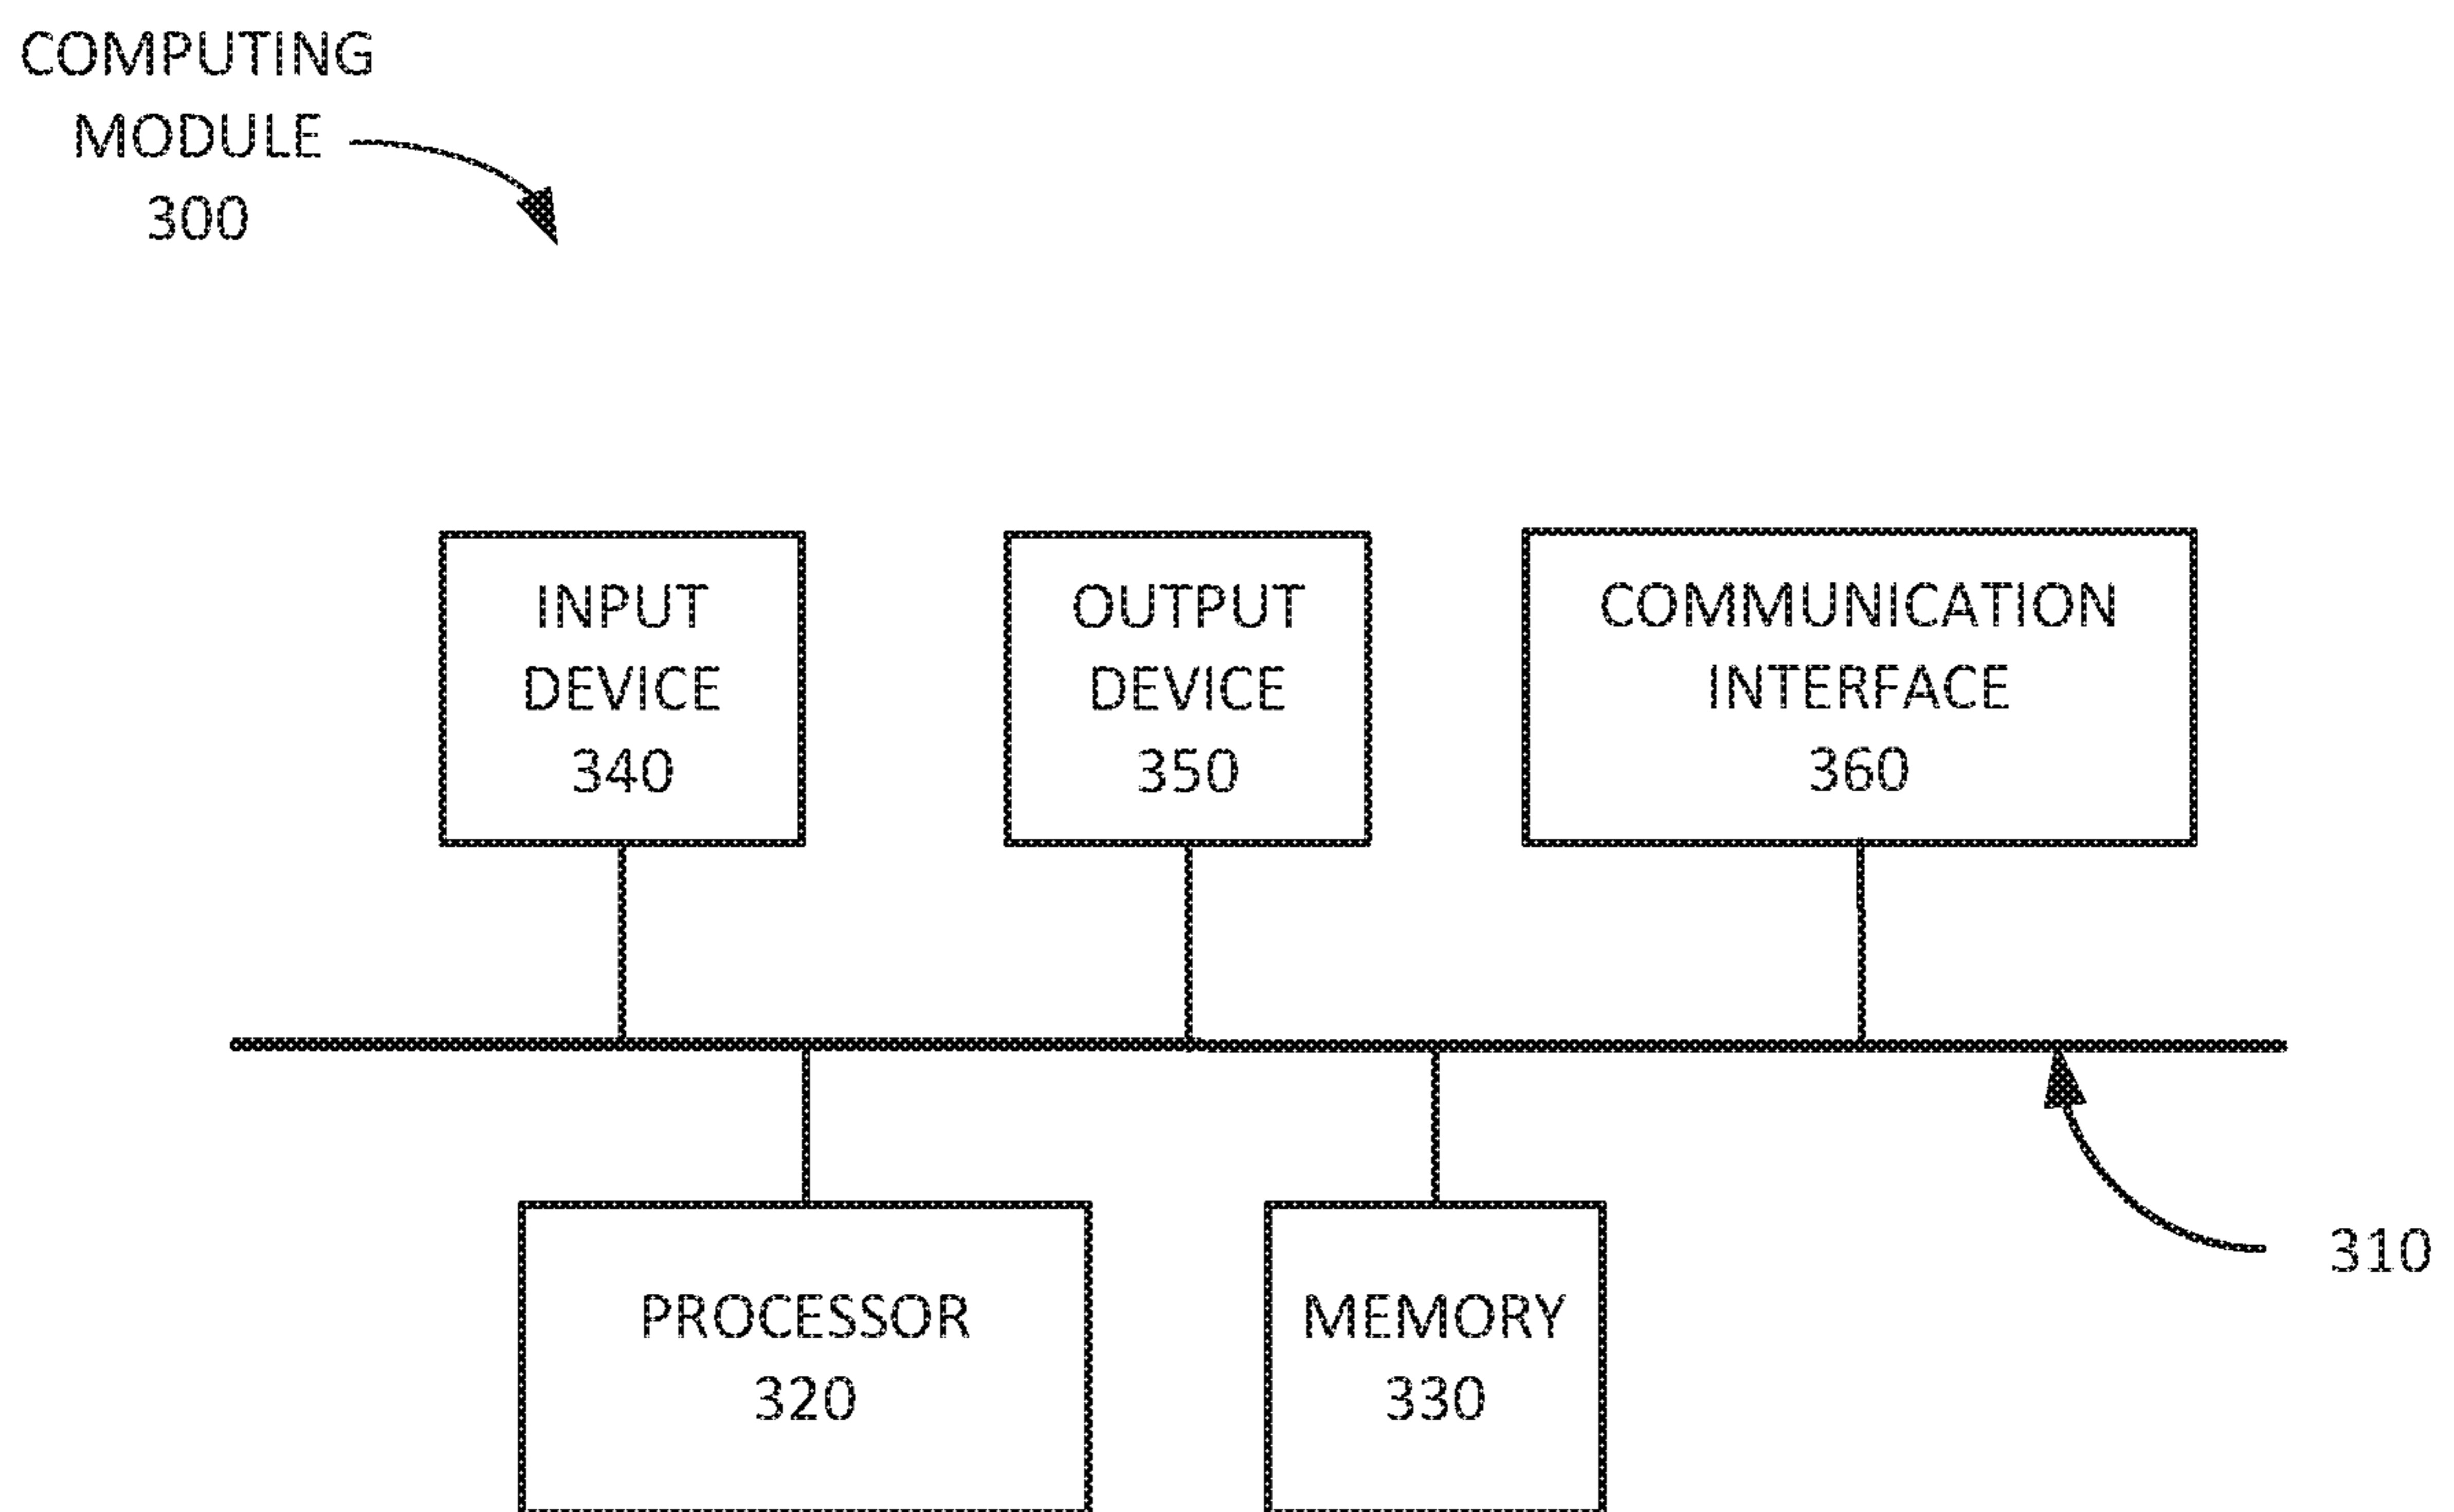 COMPUTING
MODULE
300
INPUT
DEVICE
340
OUTPUT
DEVICE
350
COMMUNICATION
INTERFACE
360
PROCESSOR
320
MEMORY
330
310